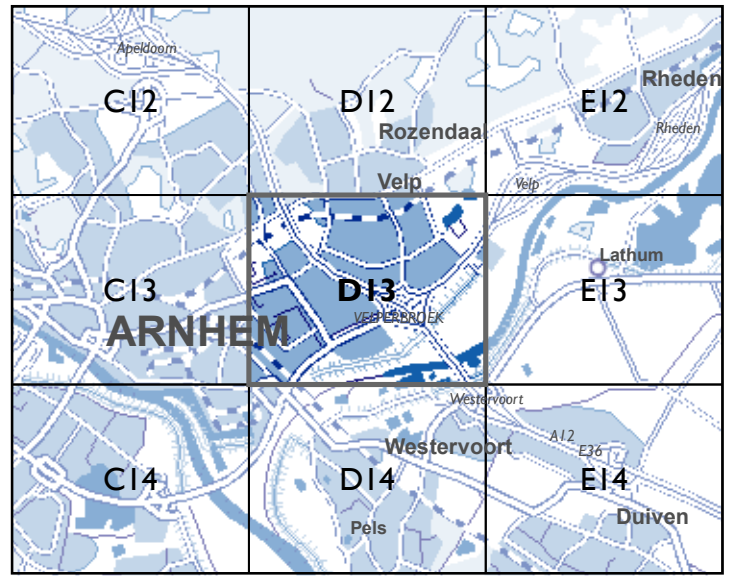 Apeldoorn
C12
D12
E12
Rheden
Rozendaal
Rheden
Velp
Velp
C13
D13
E13
Lathum
ARNHEM
VELPERBROEK
Westervoort
C14
D14
E14
Westervoort
A12
E36
Pels
Duiven